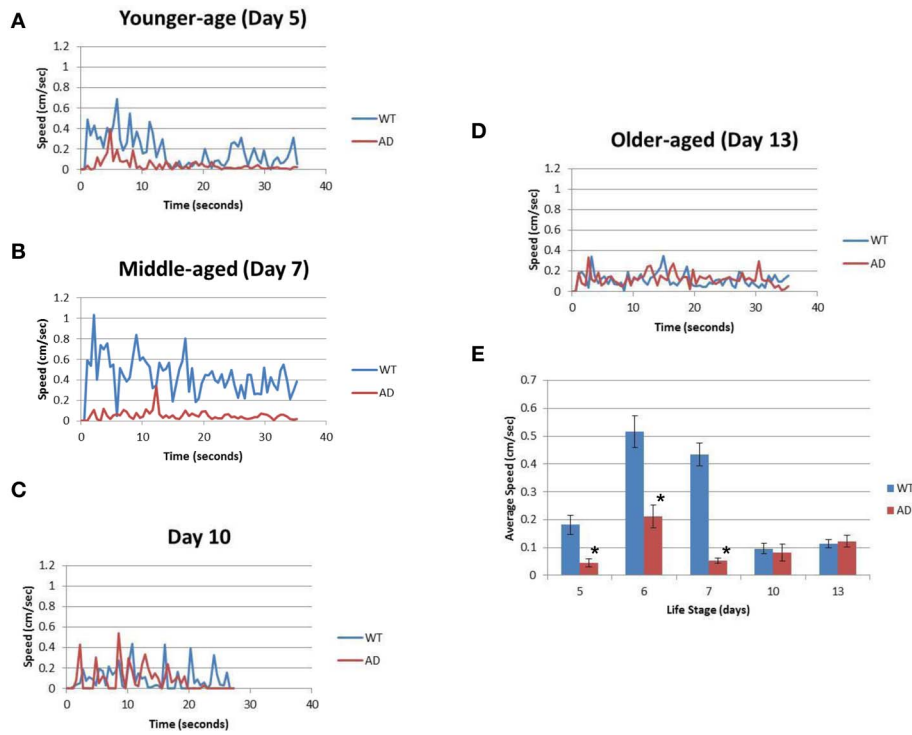 A
Younger-age (Day 5)
Speed (cm/sec)
1.2
1
0.8
0.6
0.4
0.2
0
0 10 20 30 40
Time (seconds)
WT
AD
B
Middle-aged (Day 7)
Speed (cm/sec)
1.2
1
0.8
0.6
0.4
0.2
0
0 10 20 30 40
Time (seconds)
WT
AD
C
Day 10
Speed (cm/sec)
1.2
1
0.8
0.6
0.4
0.2
0
0 10 20 30 40
Time (seconds)
WT
AD
D
Older-aged (Day 13)
Speed (cm/sec)
1.2
1
0.8
0.6
0.4
0.2
0
0 10 20 30 40
Time (seconds)
WT
AD
E
Average Speed (cm/sec)
0.7
0.6
0.5
0.4
0.3
0.2
0.1
0
* * *
5 6 7 10 13
Life Stage (days)
WT
AD